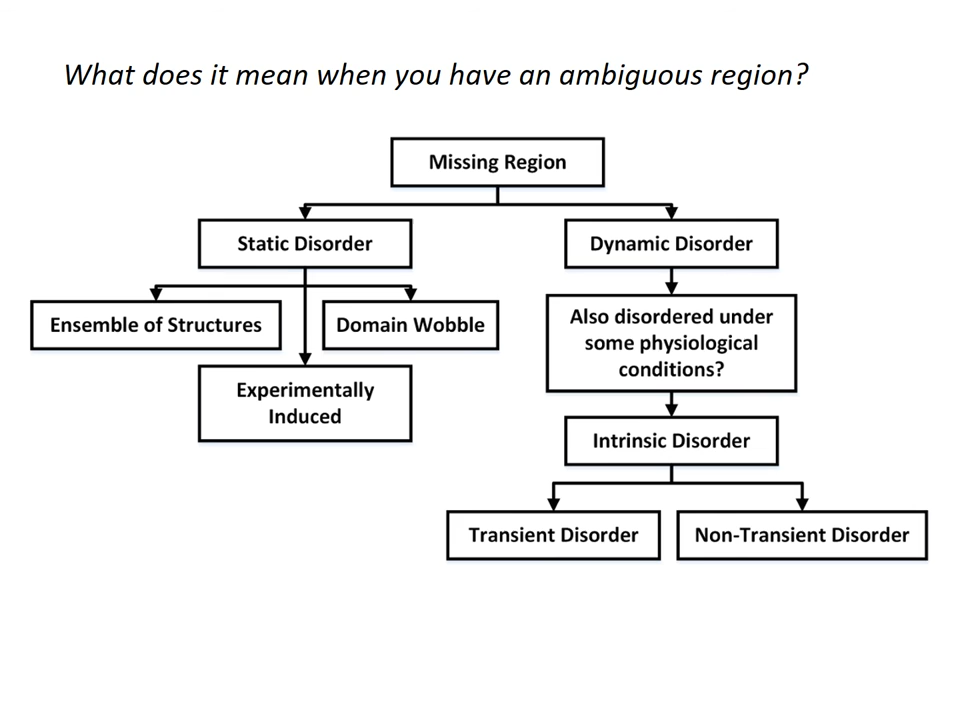 What does it mean when you have an ambiguous region?
Missing Region
Static Disorder
Dynamic Disorder
Ensemble of Structures
Domain Wobble
Experimentally
Induced
Also disordered under
some physiological
conditions?
Intrinsic Disorder
Transient Disorder
Non-Transient Disorder